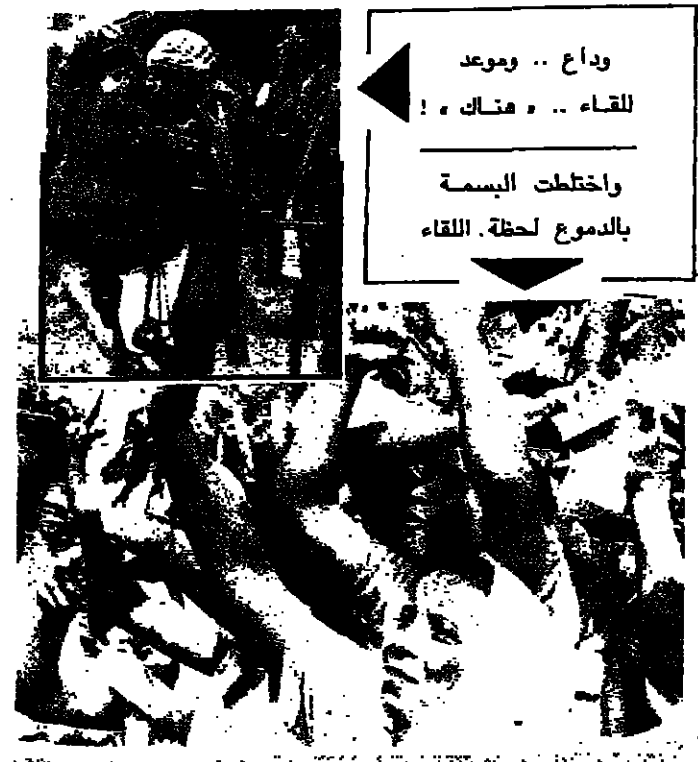 وداع .. وموعد
للقاء .. « هناك » !
واختلطت البسمة
بالدموع لحظة . اللقاء